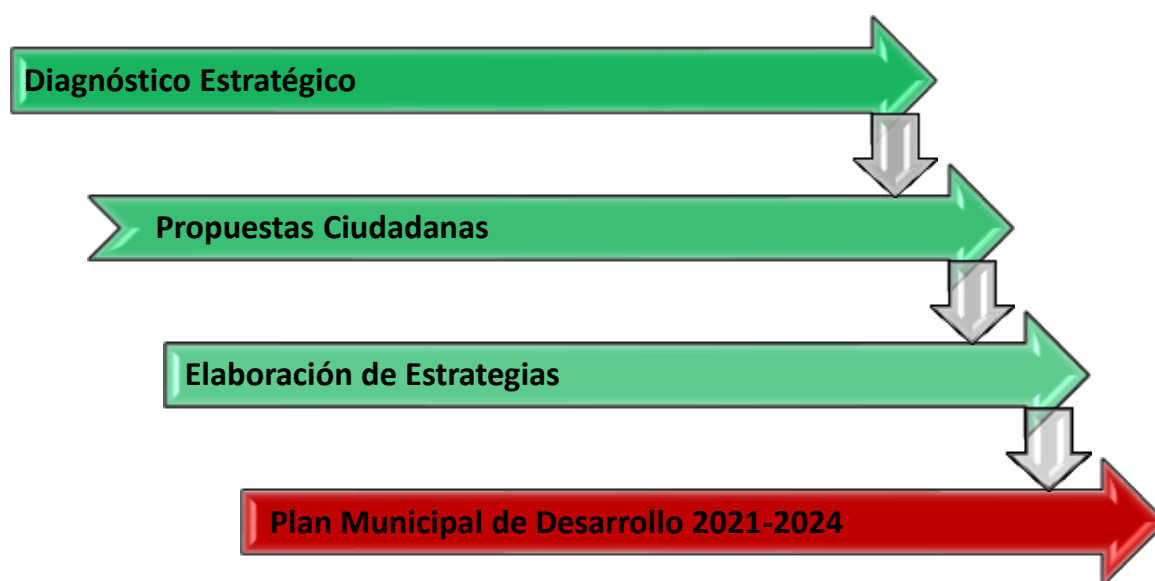 Diagnóstico Estratégico
Propuestas Ciudadanas
Elaboración de Estrategias
Plan Municipal de Desarrollo 2021-2024